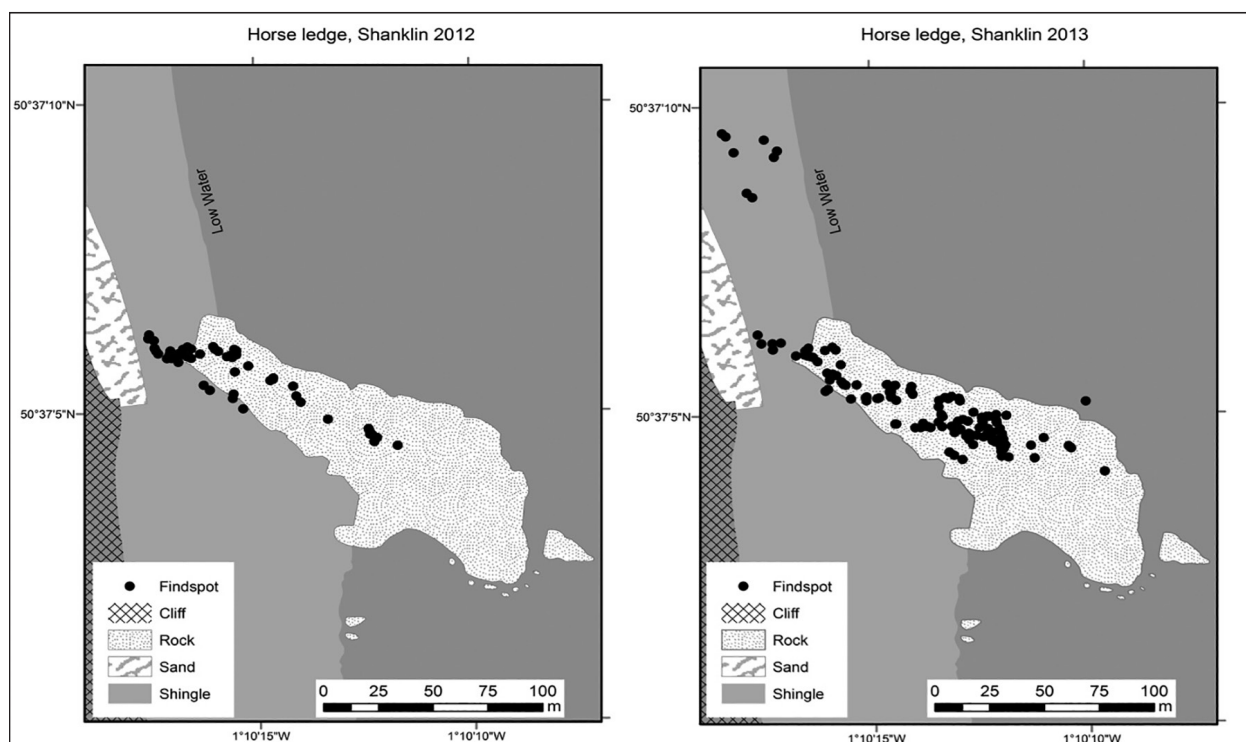 Horse ledge, Shanklin 2012
50°37'10"N
Low Water
50°37'5"N
Findspot
Cliff
Rock
Sand
Shingle
0 25 50 75 100
m
1°10'15"W 1°10'10"W
Horse ledge, Shanklin 2013
50°37'10"N
Low Water
50°37'5"N
Findspot
Cliff
Rock
Sand
Shingle
0 25 50 75 100
m
1°10'15"W 1°10'10"W